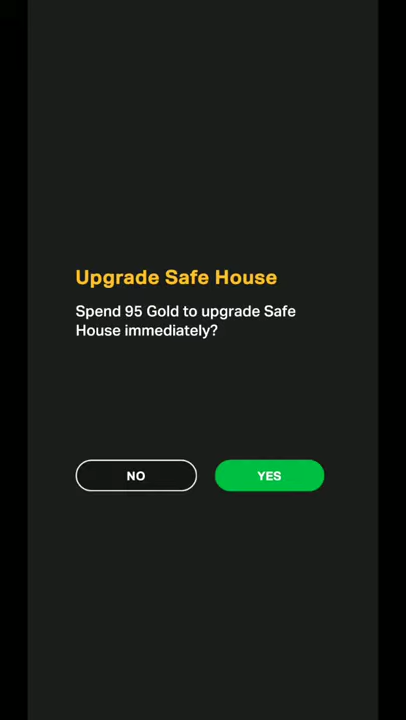 Upgrade Safe House
Spend 95 Gold to upgrade Safe
House immediately?
NO
YES